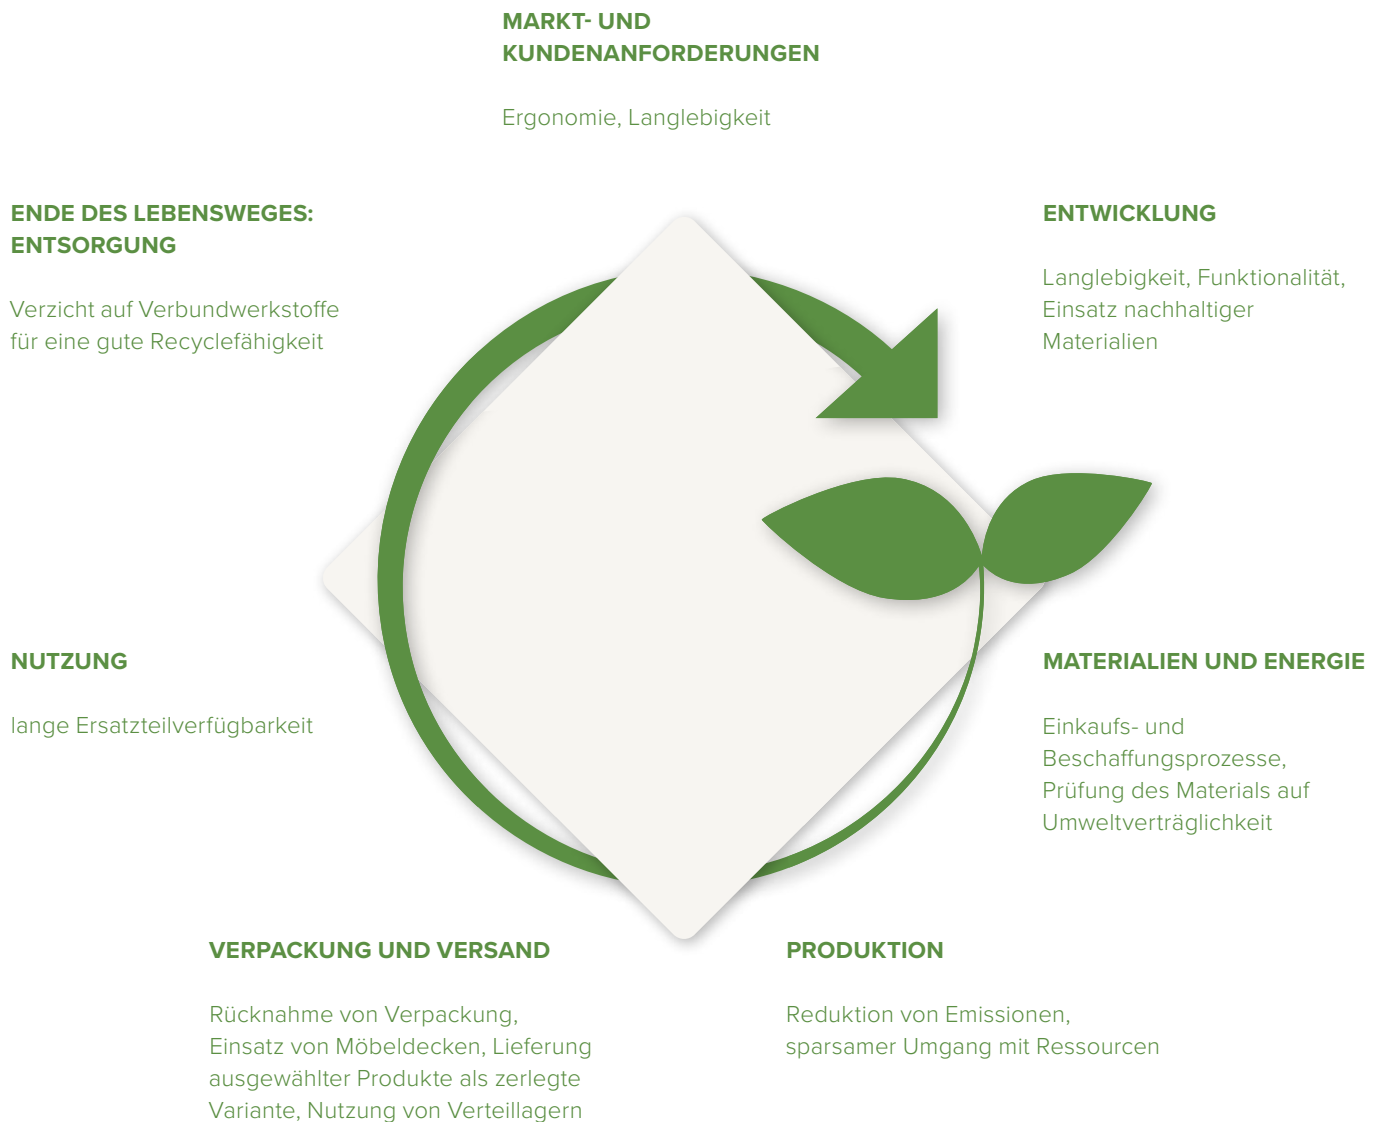 MARKT- UND
KUNDENANFORDERUNGEN
Ergonomie, Langlebigkeit
ENTWICKLUNG
Langlebigkeit, Funktionalität,
Einsatz nachhaltiger
Materialien
MATERIALIEN UND ENERGIE
Einkaufs- und
Beschaffungsprozesse,
Prüfung des Materials auf
Umweltverträglichkeit
PRODUKTION
Reduktion von Emissionen,
sparsamer Umgang mit Ressourcen
VERPACKUNG UND VERSAND
Rücknahme von Verpackung,
Einsatz von Möbeldecken, Lieferung
ausgewählter Produkte als zerlegte
Variante, Nutzung von Verteillagern
NUTZUNG
lange Ersatzteilverfügbarkeit
ENDE DES LEBENSWEGES:
ENTSORGUNG
Verzicht auf Verbundwerkstoffe
für eine gute Recyclefähigkeit